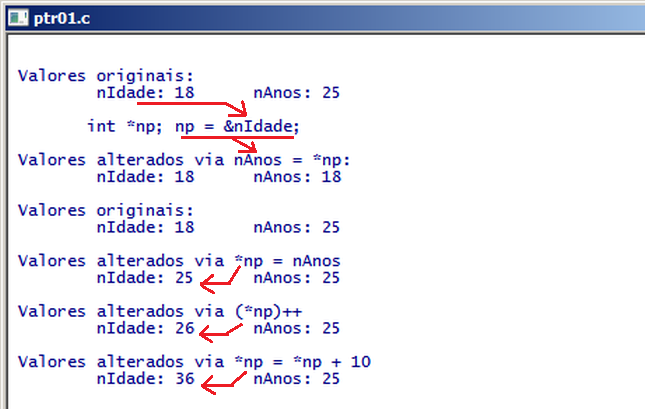 ptr01.c
Valores originais:
nIdade: 18 nAnos: 25
int *np; np = &nIdade;
Valores alterados via nAnos = *np:
nIdade: 18 nAnos: 18
Valores originais:
nIdade: 18 nAnos: 25
Valores alterados via *np = nAnos
nIdade: 25 nAnos: 25
Valores alterados via (*np)++
nIdade: 26 nAnos: 25
Valores alterados via *np = *np + 10
nIdade: 36 nAnos: 25